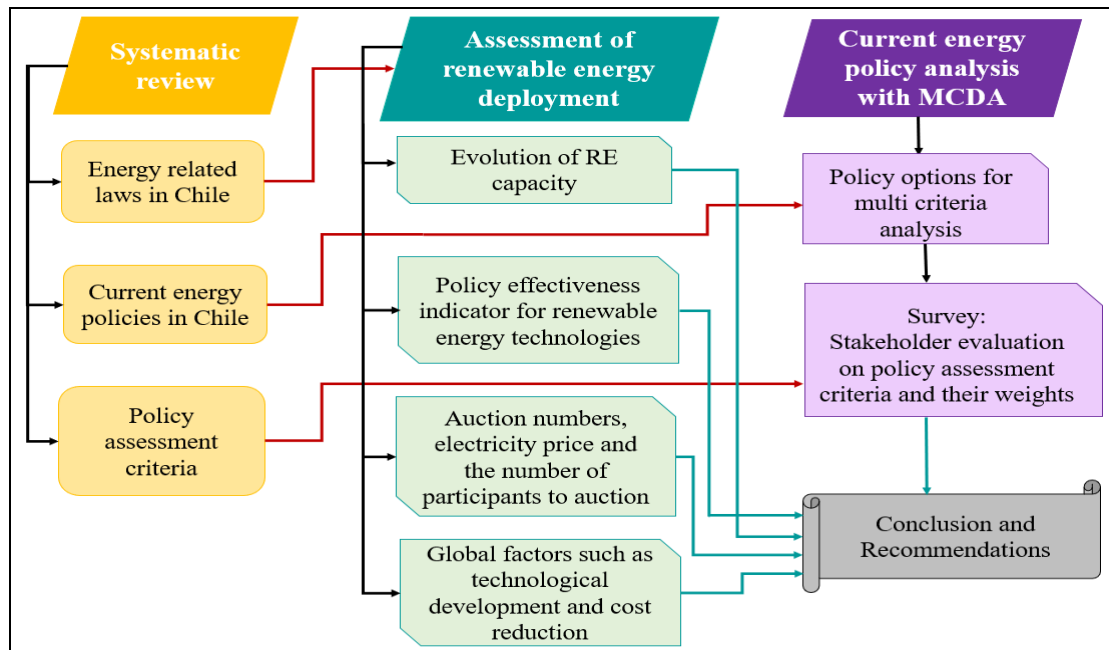 Systematic
review
Energy related
laws in Chile
Current energy
policies in Chile
Policy
assessment
criteria
Assessment of
renewable energy
deployment
Evolution of RE
capacity
Policy effectiveness
indicator for renewable
energy technologies
Auction numbers,
electricity price and
the number of
participants to auction
Global factors such as
technological
development and cost
reduction
Current energy
policy analysis
with MCDA
Policy options for
multi criteria
analysis
Survey:
Stakeholder evaluation
on policy assessment
criteria and their weights
Conclusion and
Recommendations